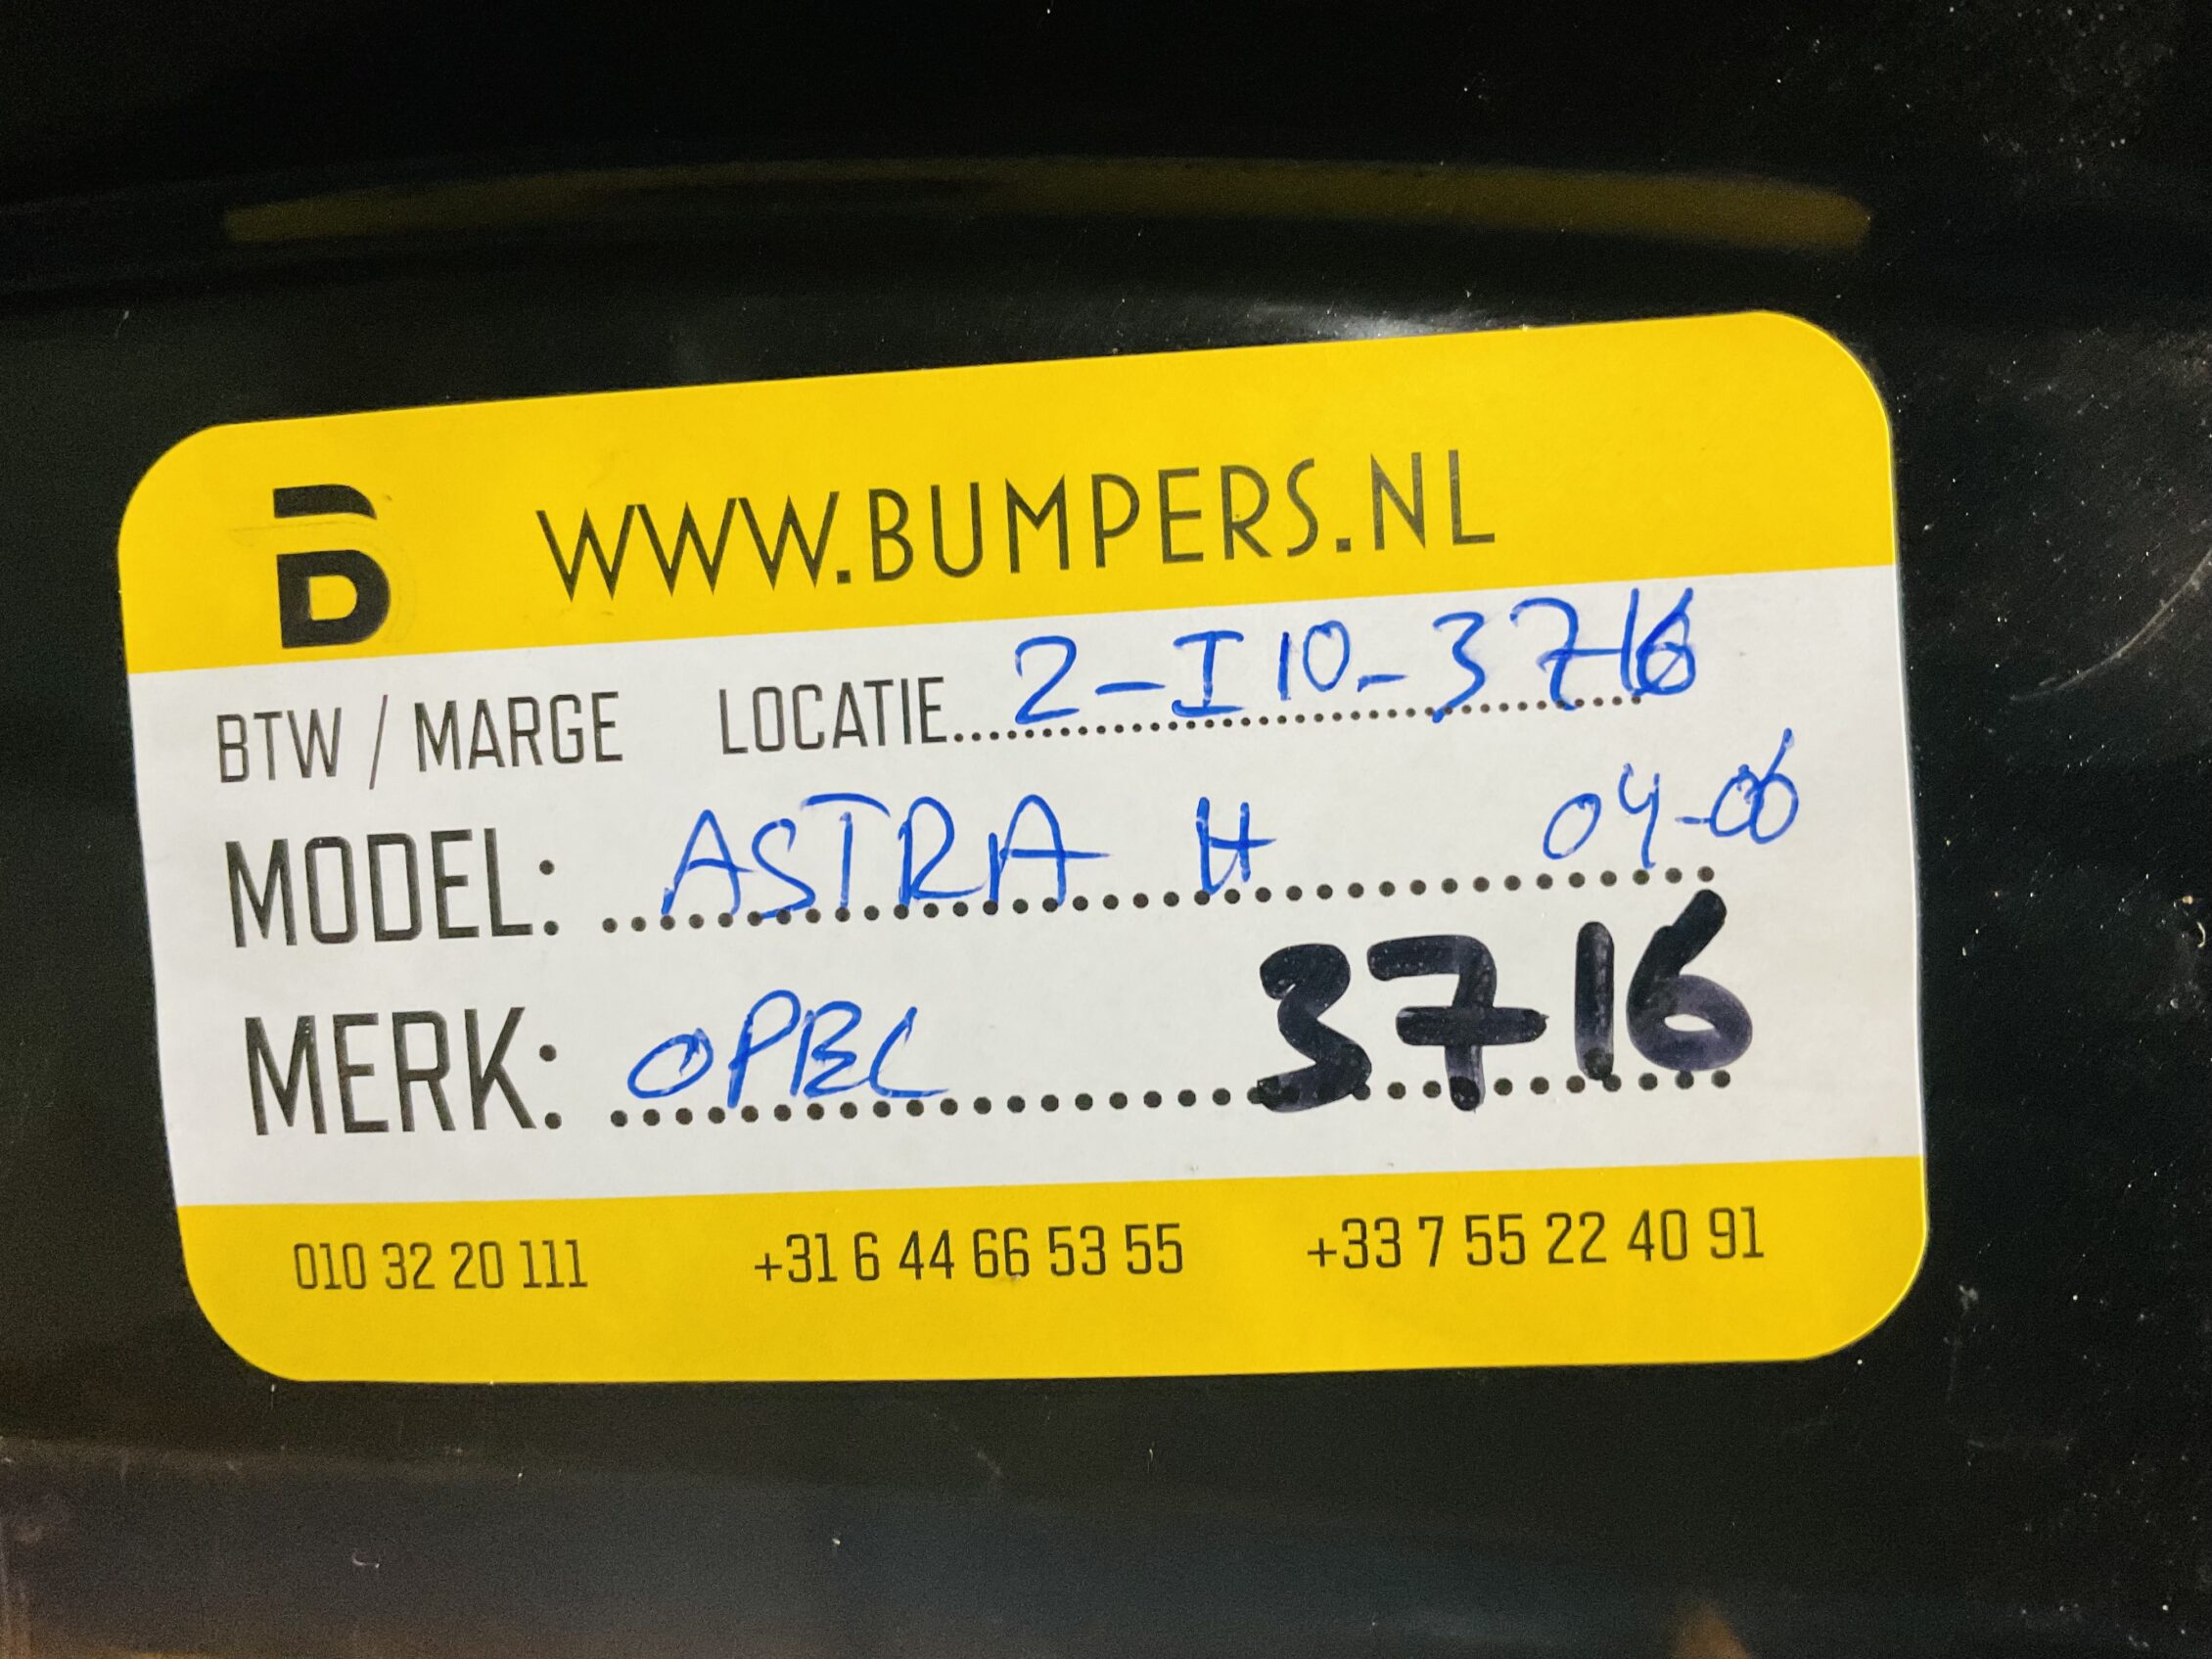 B WWW.BUMPERS.NL
BTW / MARGE LOCATIE 2-I10-3716
MODEL: ASTRA H 04-06
MERK: OPEL 3716
010 32 20 111 +31 6 44 66 53 55 +33 7 55 22 40 91